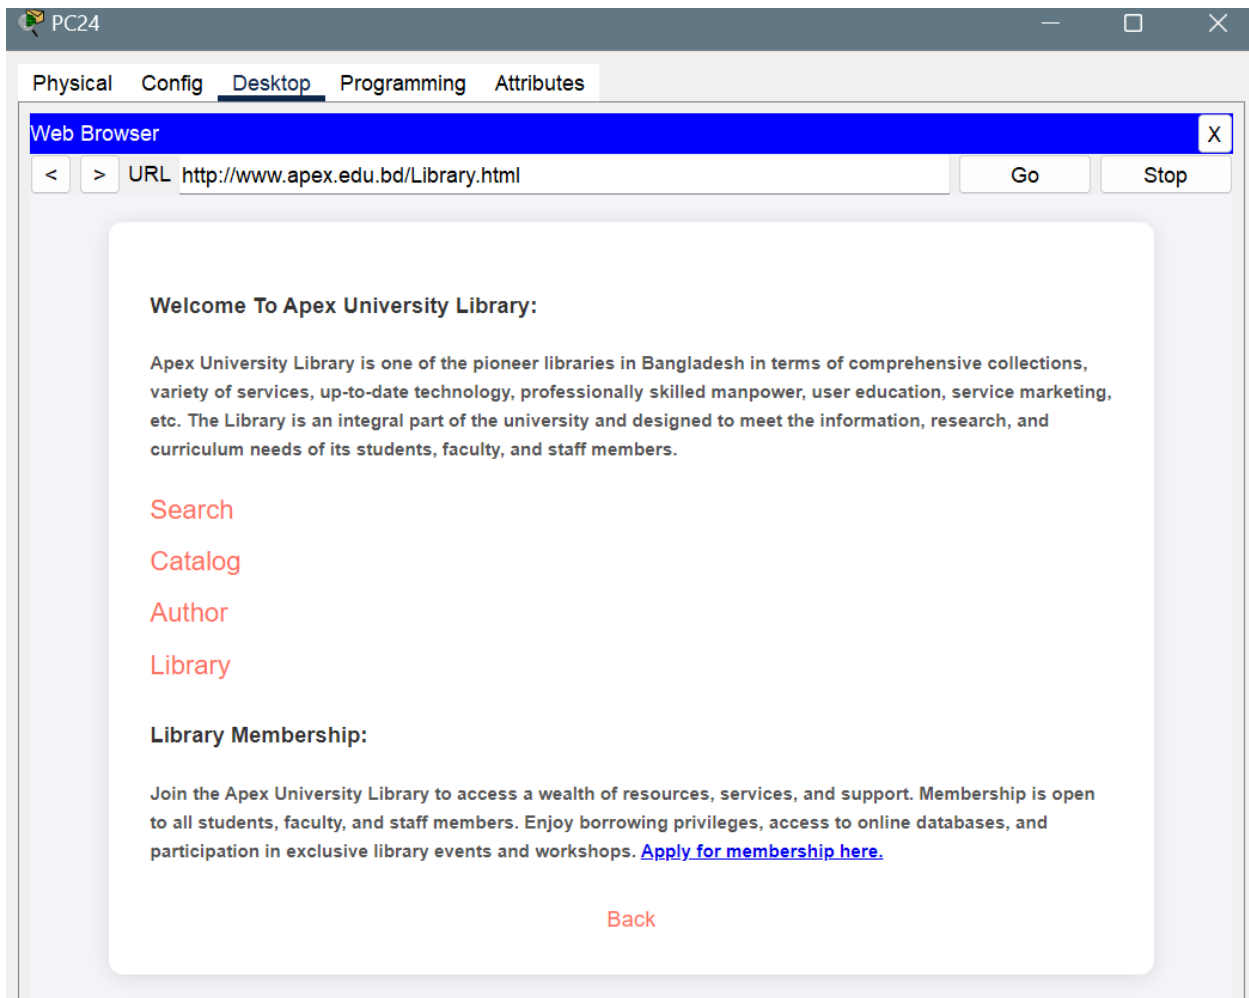 PC24
Physical Config Desktop Programming Attributes
Web Browser X
< > URL http://www.apex.edu.bd/Library.html Go Stop
Welcome To Apex University Library:
Apex University Library is one of the pioneer libraries in Bangladesh in terms of comprehensive collections,
variety of services, up-to-date technology, professionally skilled manpower, user education, service marketing,
etc. The Library is an integral part of the university and designed to meet the information, research, and
curriculum needs of its students, faculty, and staff members.
Search
Catalog
Author
Library
Library Membership:
Join the Apex University Library to access a wealth of resources, services, and support. Membership is open
to all students, faculty, and staff members. Enjoy borrowing privileges, access to online databases, and
participation in exclusive library events and workshops. Apply for membership here.
Back